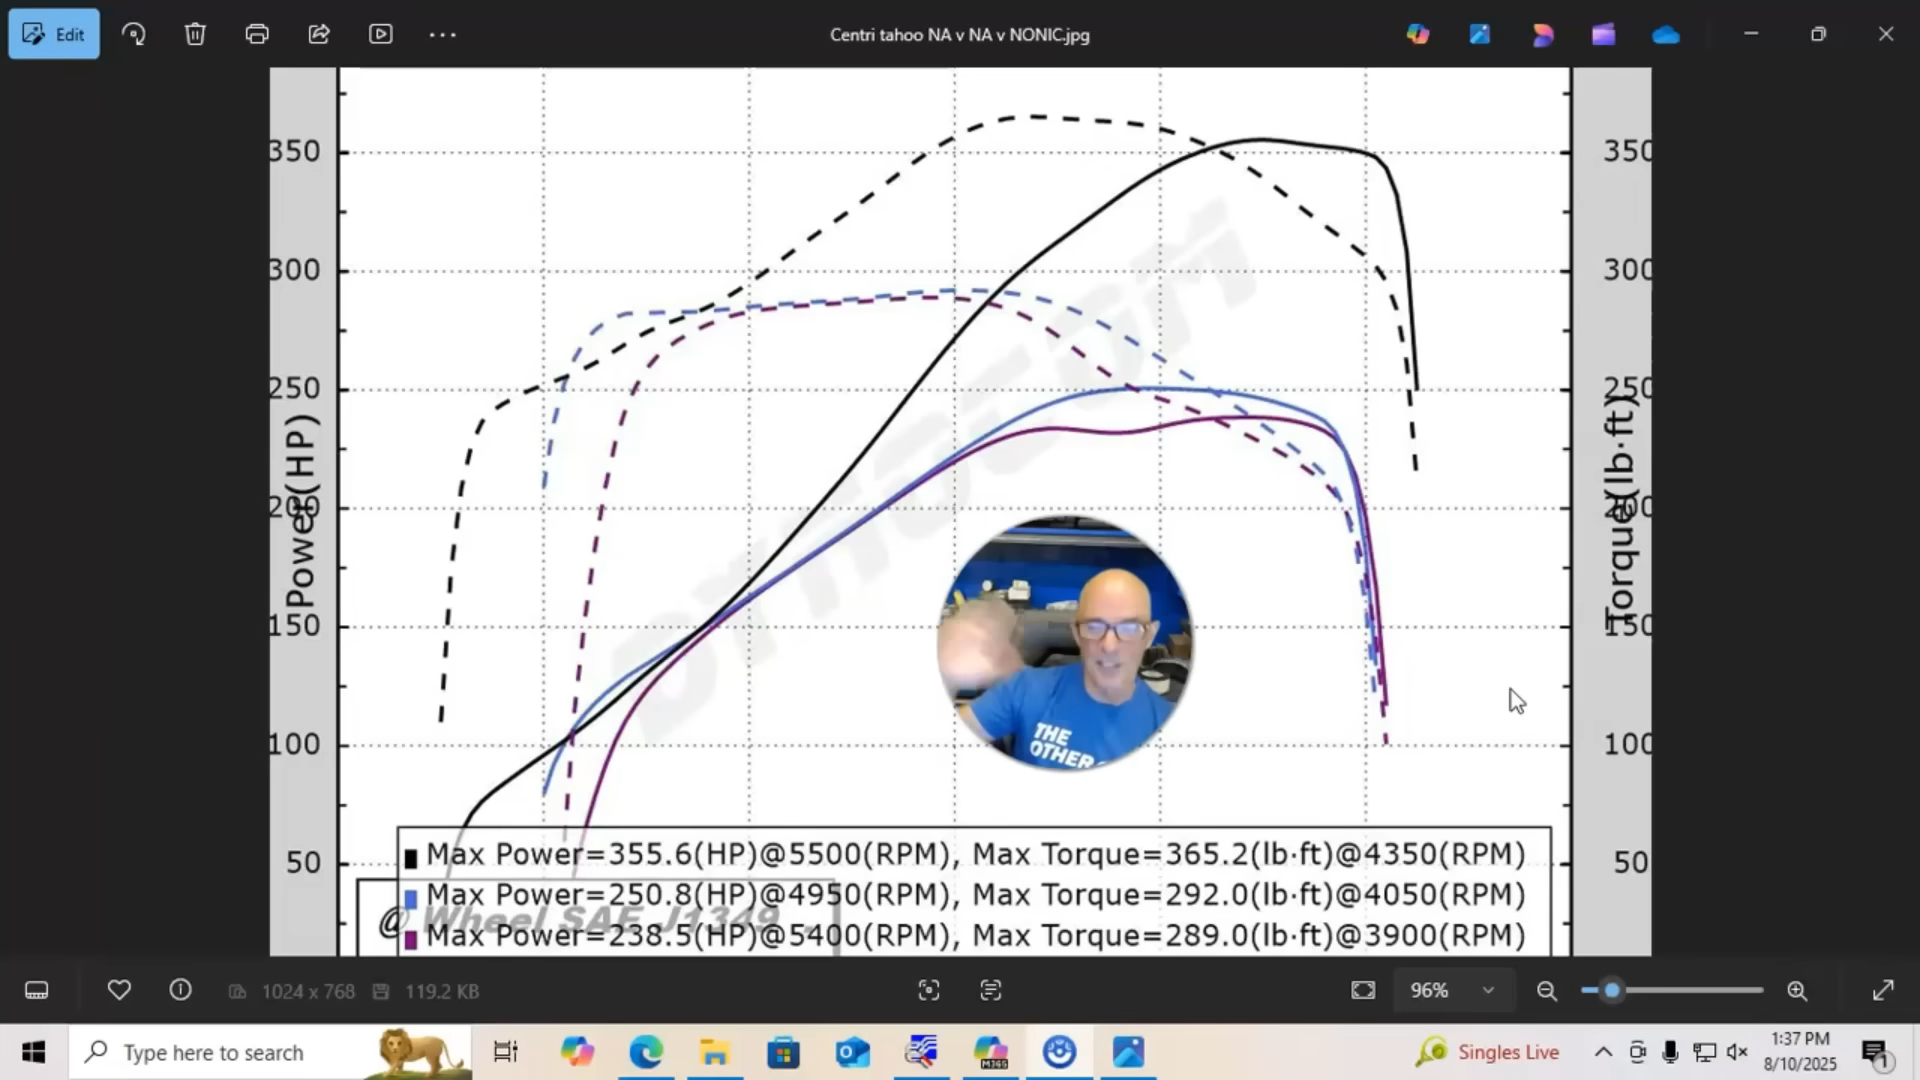 Edit
Centri tahoo NA v NA v NONIC.jpg
350
300
250
200
150
100
50
Power(HP)
350
300
250
200
150
100
50
Torque(lb·ft)
DYNOCOM
THE
OTHER
Max Power=355.6(HP)@5500(RPM), Max Torque=365.2(lb·ft)@4350(RPM)
Max Power=250.8(HP)@4950(RPM), Max Torque=292.0(lb·ft)@4050(RPM)
Max Power=238.5(HP)@5400(RPM), Max Torque=289.0(lb·ft)@3900(RPM)
@ Wheel SAE J1349
1024 x 768
119.2 KB
96%
Type here to search
M365
Singles Live
1:37 PM
8/10/2025
1